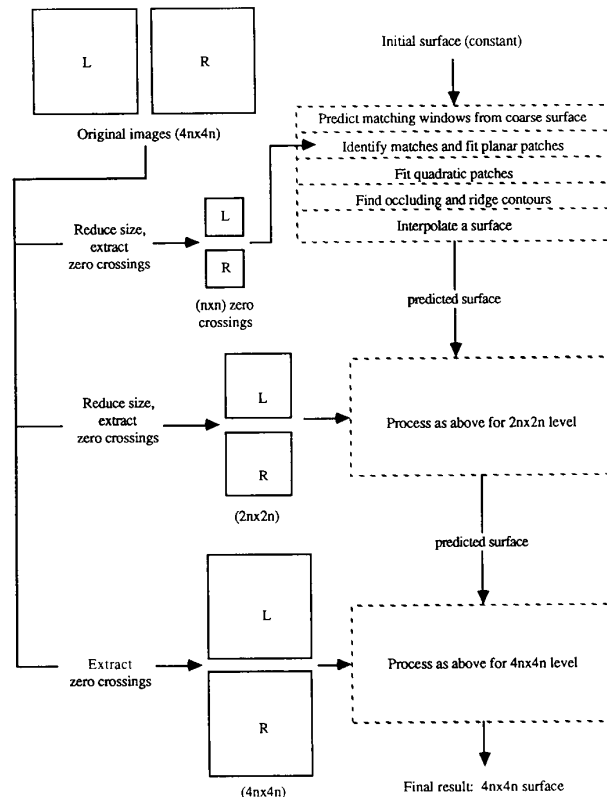 L
R
Original images (4nx4n)
Initial surface (constant)
Predict matching windows from coarse surface
Identify matches and fit planar patches
Fit quadratic patches
Find occluding and ridge contours
Interpolate a surface
Reduce size,
extract
zero crossings
L
R
(nxn) zero
crossings
predicted surface
Reduce size,
extract
zero crossings
L
R
(2nx2n)
Process as above for 2nx2n level
predicted surface
Extract
zero crossings
L
R
(4nx4n)
Process as above for 4nx4n level
Final result: 4nx4n surface